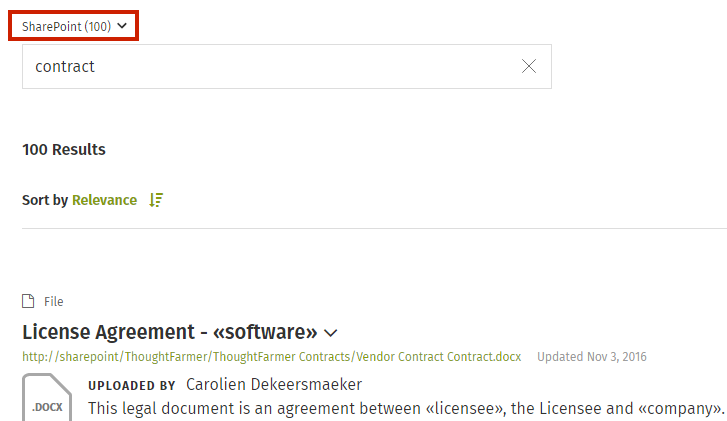 SharePoint (100)
contract
100 Results
Sort by Relevance
File
License Agreement - «software»
http://sharepoint/ThoughtFarmer/ThoughtFarmer Contracts/Vendor Contract Contract.docx Updated Nov 3, 2016
UPLOADED BY Carolien Dekeersmaeker
.DOCX
This legal document is an agreement between «licensee», the Licensee and «company».